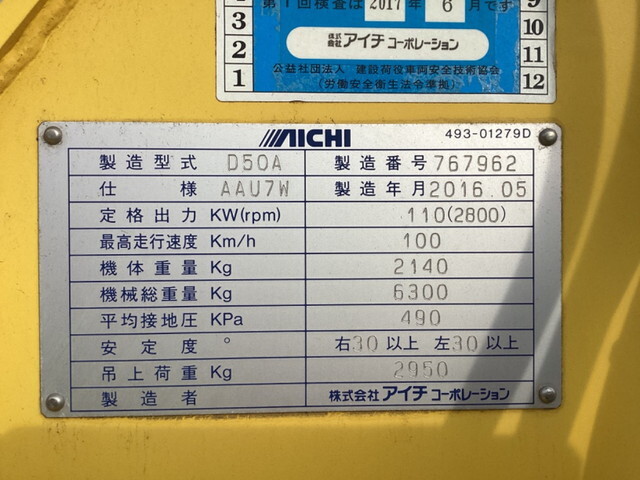 4
3
2
1
第1回検査は2017年6月です
株式会社アイチコーポレーション
公益社団法人 建設荷役車両安全技術協会
(労働安全衛生法令準拠)
9
10
11
12
AICHI 493-01279D
製造型式 D50A 製造番号 767962
仕様 AAU7W 製造年月 2016.05
定格出力 KW(rpm) 110(2800)
最高走行速度 Km/h 100
機体重量 Kg 2140
機械総重量 Kg 6300
平均接地圧 KPa 490
安定度 ° 右30以上 左30以上
吊上荷重 Kg 2950
製造者 株式会社アイチコーポレーション